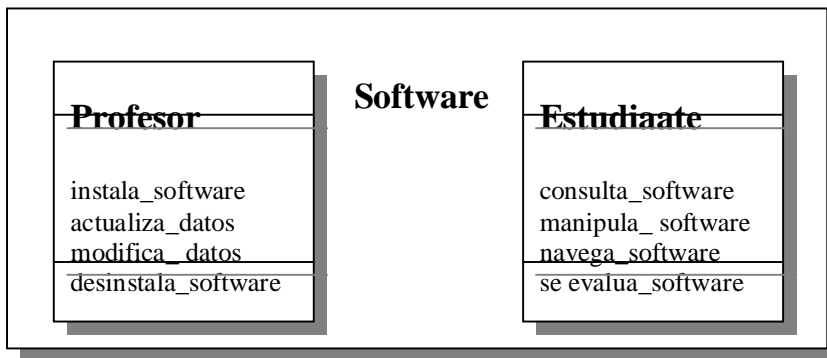 Software
Profesor
instala_software
actualiza_datos
modifica_ datos
desinstala_software
Estudiaate
consulta_software
manipula_ software
navega_software
se evalua_software